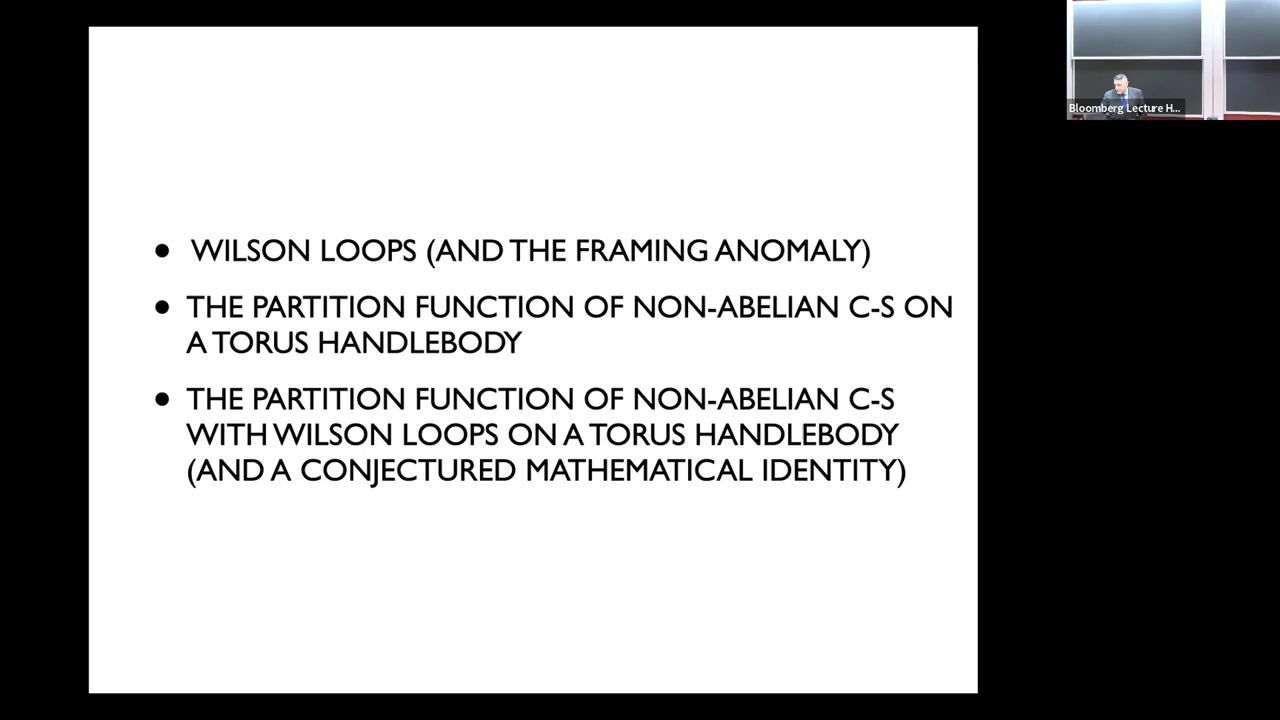 • WILSON LOOPS (AND THE FRAMING ANOMALY)
• THE PARTITION FUNCTION OF NON-ABELIAN C-S ON
A TORUS HANDLEBODY
• THE PARTITION FUNCTION OF NON-ABELIAN C-S
WITH WILSON LOOPS ON A TORUS HANDLEBODY
(AND A CONJECTURED MATHEMATICAL IDENTITY)
Bloomberg Lecture H...